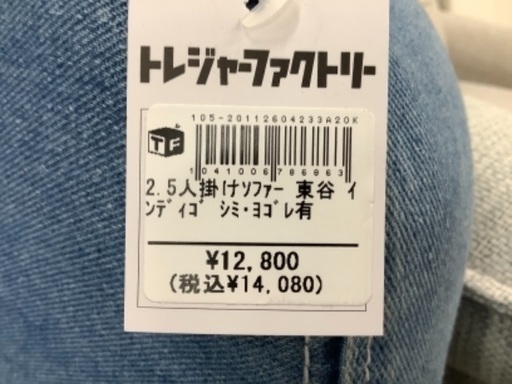 トレジャーファクトリー
105-20112604233A20K
TF
1041006786863
2.5人掛けｿﾌｧｰ 東谷 ｲ
ﾝﾃﾞｨｺﾞ ｼﾐ･ﾖｺﾞﾚ有
¥12,800
(税込¥14,080)